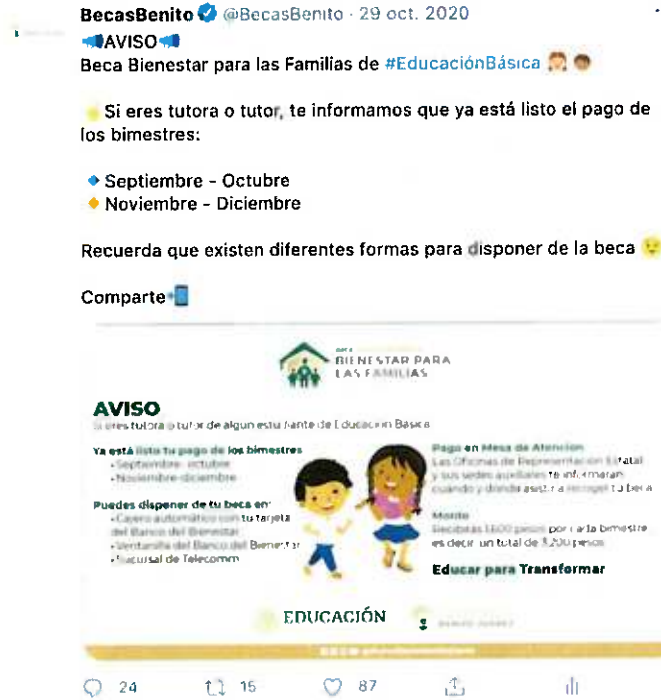 BecasBenito @BecasBenito · 29 oct. 2020
AVISO
Beca Bienestar para las Familias de #EducaciónBásica
Si eres tutora o tutor, te informamos que ya está listo el pago de
los bimestres:
Septiembre - Octubre
Noviembre - Diciembre
Recuerda que existen diferentes formas para disponer de la beca
Comparte
BIENESTAR PARA
LAS FAMILIAS
AVISO
Si eres tutora o tutor de algún estudiante de Educación Básica
Ya está listo tu pago de los bimestres
•Septiembre-octubre
•Noviembre-diciembre
Puedes disponer de tu beca en:
•Cajero automático con tu tarjeta
del Banco del Bienestar
•Ventanilla del Banco del Bienestar
•Sucursal de Telecomm
Pago en Mesa de Atención
Las Oficinas de Representación Estatal
y sus sedes auxiliares te informarán
cuándo y dónde asistir a recoger tu beca
Monto
Recibirás 1,600 pesos por cada bimestre
es decir, un total de 3,200 pesos
Educar para Transformar
EDUCACIÓN
BENITO JUÁREZ
24 15 87